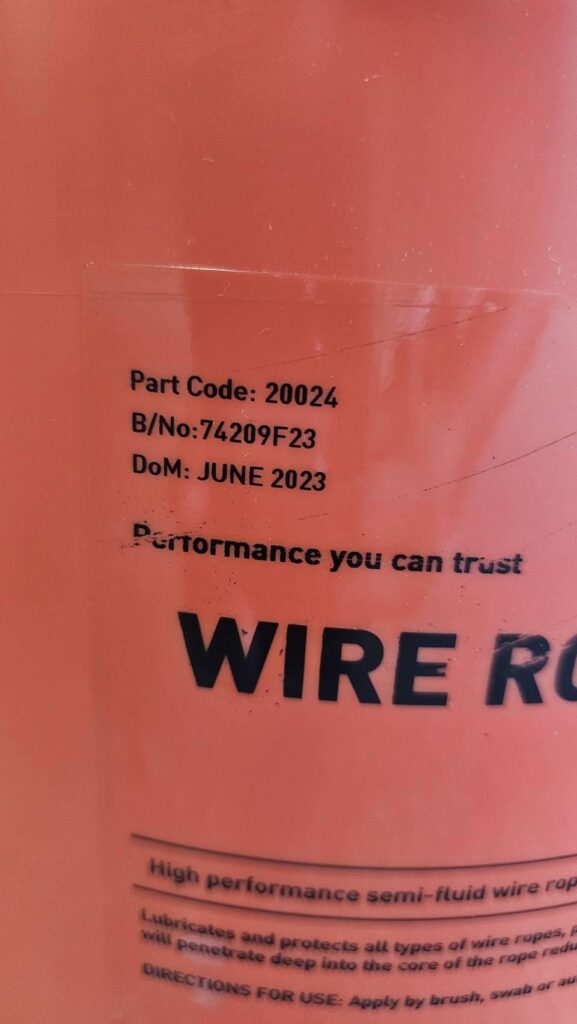 Part Code: 20024
B/No:74209F23
DoM: JUNE 2023
Performance you can trust
WIRE
High performance semi-fluid wire
Lubricates and protects all types of wire ropes,
will penetrate deep into the core of the rope
DIRECTIONS FOR USE: Apply by brush, swab or